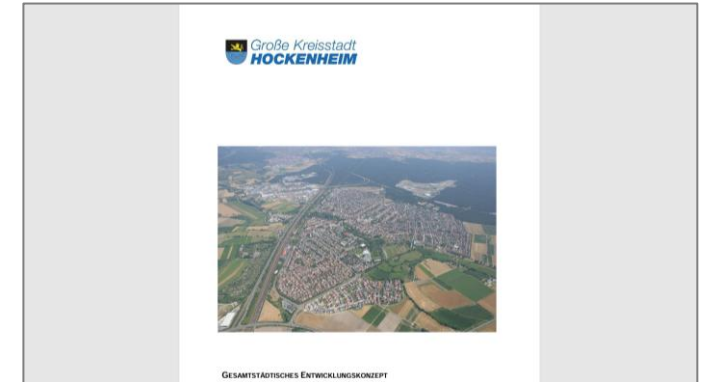 Große Kreisstadt
HOCKENHEIM
GESAMTSTÄDTISCHES ENTWICKLUNGSKONZEPT